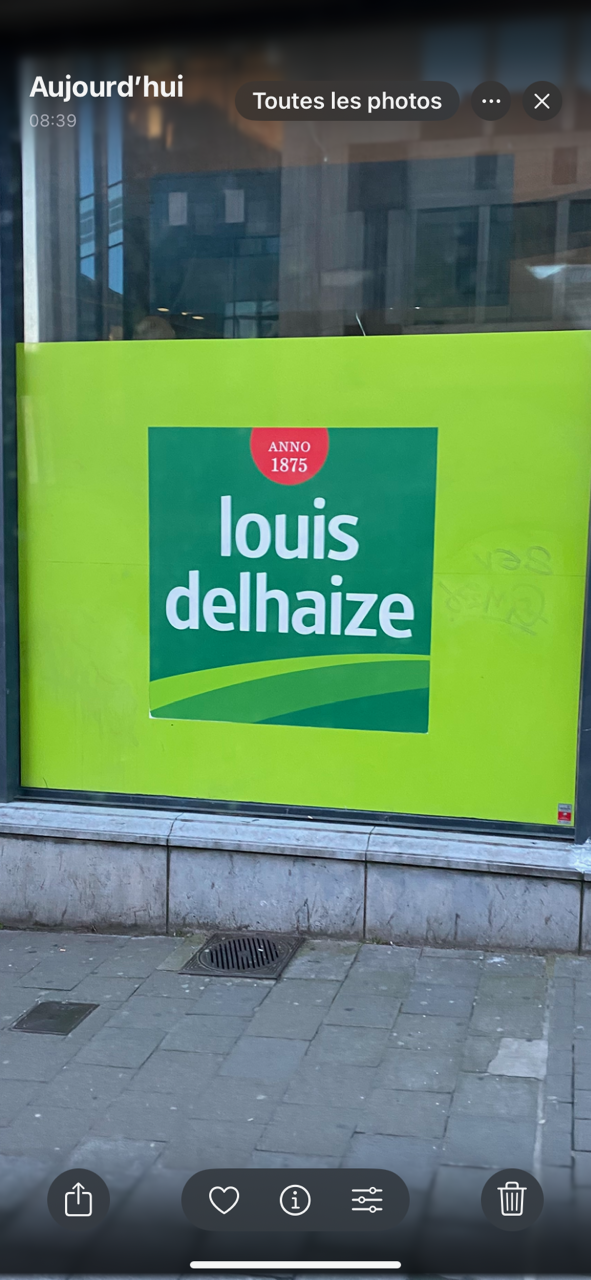 Aujourd’hui
Toutes les photos
08:39
ANNO
1875
louis
delhaize